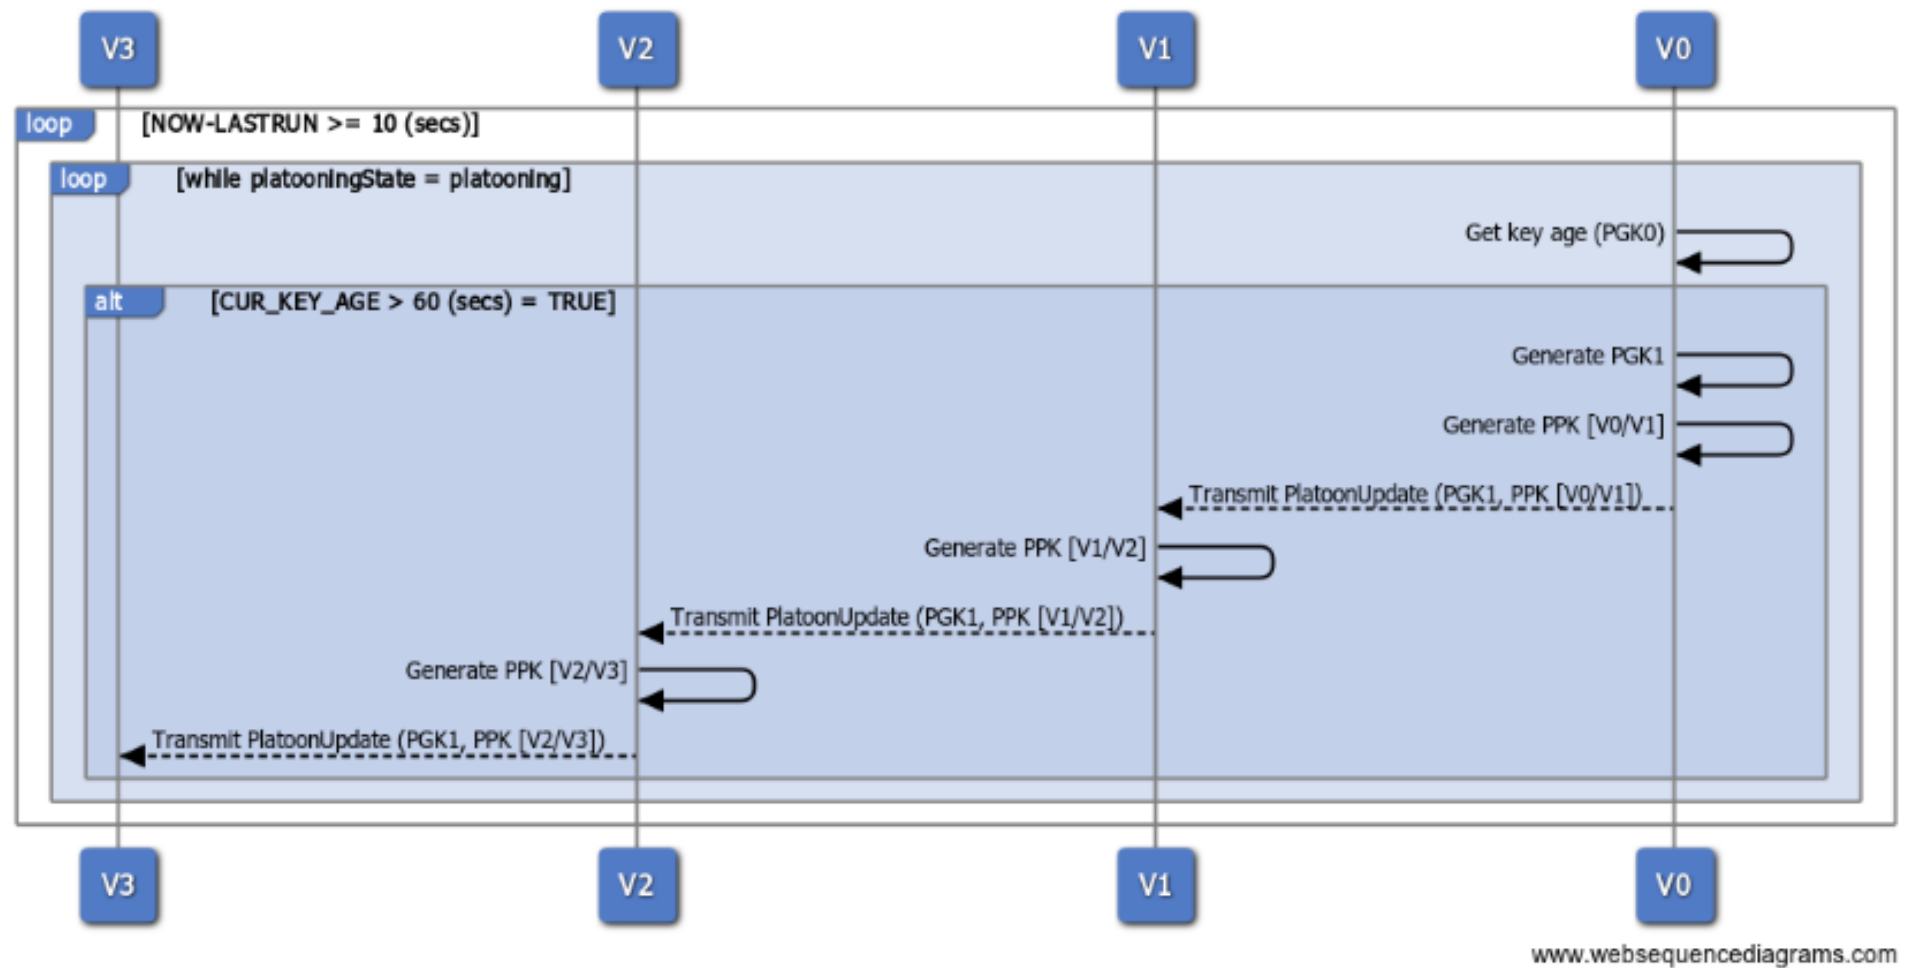 V3 V2 V1 V0
loop [NOW-LASTRUN >= 10 (secs)]
loop [while platooningState = platooning]
Get key age (PGK0)
alt [CUR_KEY_AGE > 60 (secs) = TRUE]
Generate PGK1
Generate PPK [V0/V1]
Transmit PlatoonUpdate (PGK1, PPK [V0/V1])
Generate PPK [V1/V2]
Transmit PlatoonUpdate (PGK1, PPK [V1/V2])
Generate PPK [V2/V3]
Transmit PlatoonUpdate (PGK1, PPK [V2/V3])
V3 V2 V1 V0
www.websequencediagrams.com